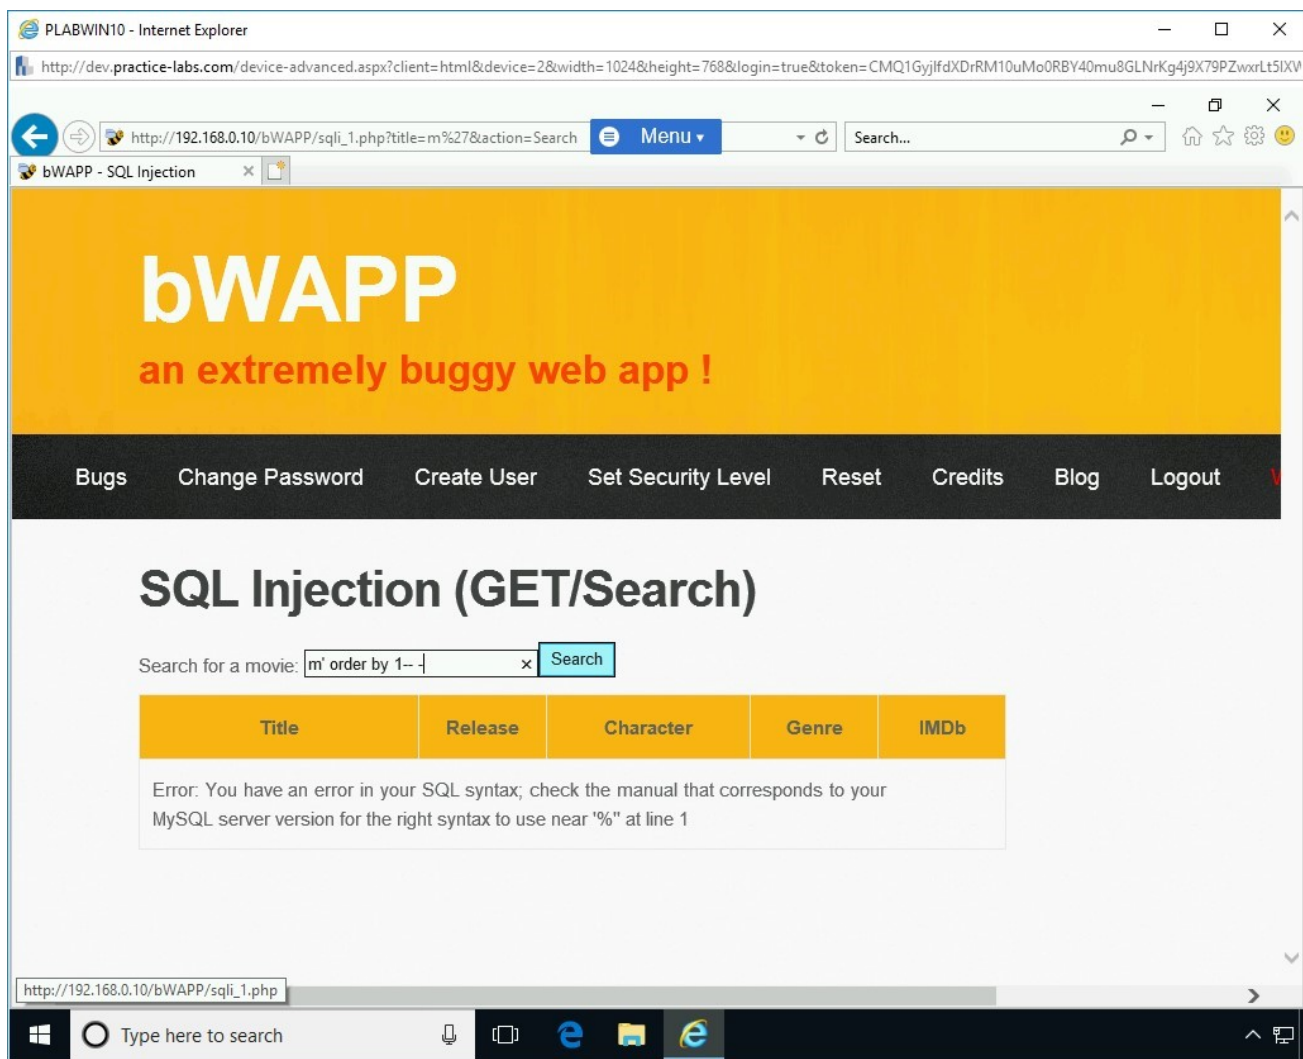 PLABWIN10 - Internet Explorer
http://dev.practice-labs.com/device-advanced.aspx?client=html&device=2&width=1024&height=768&login=true&token=CMQ1GyjlfdXDrRM10uMo0RBY40mu8GLNrKg4j9X79PZwxrLt5IXV
http://192.168.0.10/bWAPP/sqli_1.php?title=m%27&action=Search
Menu
Search...
bWAPP - SQL Injection
bWAPP
an extremely buggy web app !
Bugs Change Password Create User Set Security Level Reset Credits Blog Logout
SQL Injection (GET/Search)
Search for a movie: m' order by 1-- - Search
Title Release Character Genre IMDb
Error: You have an error in your SQL syntax; check the manual that corresponds to your
MySQL server version for the right syntax to use near '%'' at line 1
http://192.168.0.10/bWAPP/sqli_1.php
Type here to search